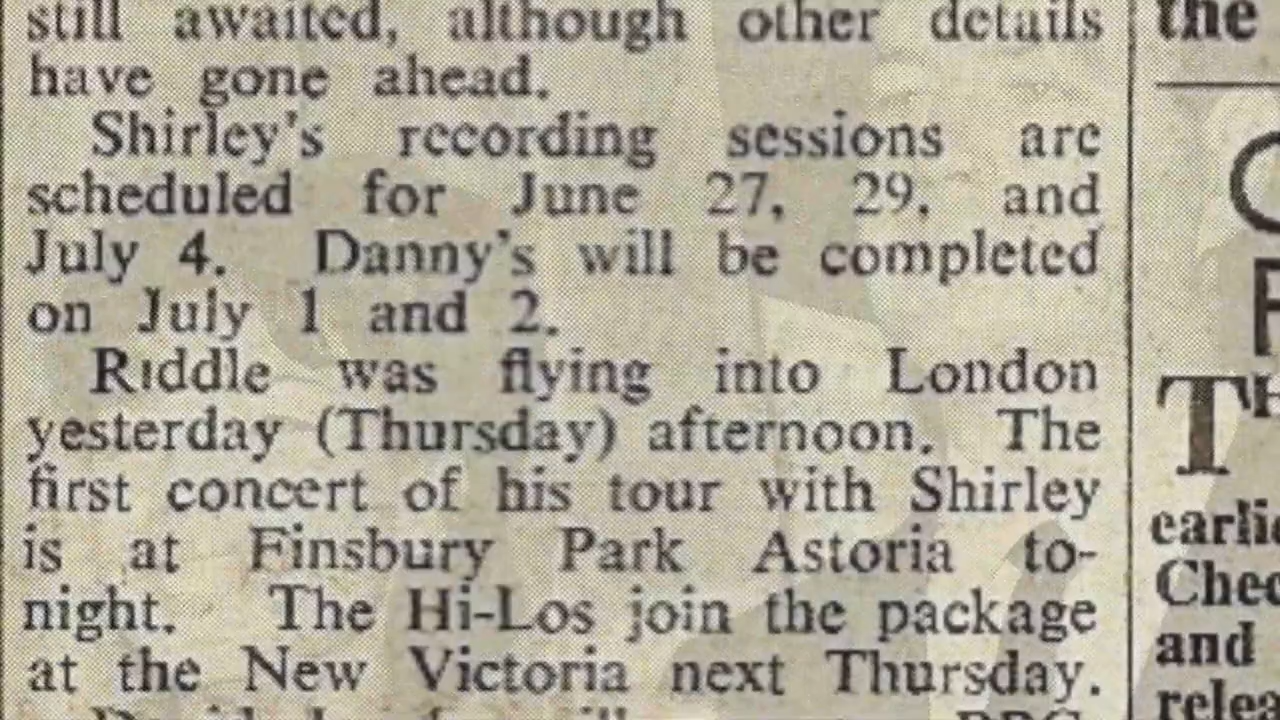 still awaited, although other details
have gone ahead.
Shirley's recording sessions are
scheduled for June 27, 29, and
July 4. Danny's will be completed
on July 1 and 2.
Riddle was flying into London
yesterday (Thursday) afternoon. The
first concert of his tour with Shirley
is at Finsbury Park Astoria to-
night. The Hi-Los join the package
at the New Victoria next Thursday.
the
and